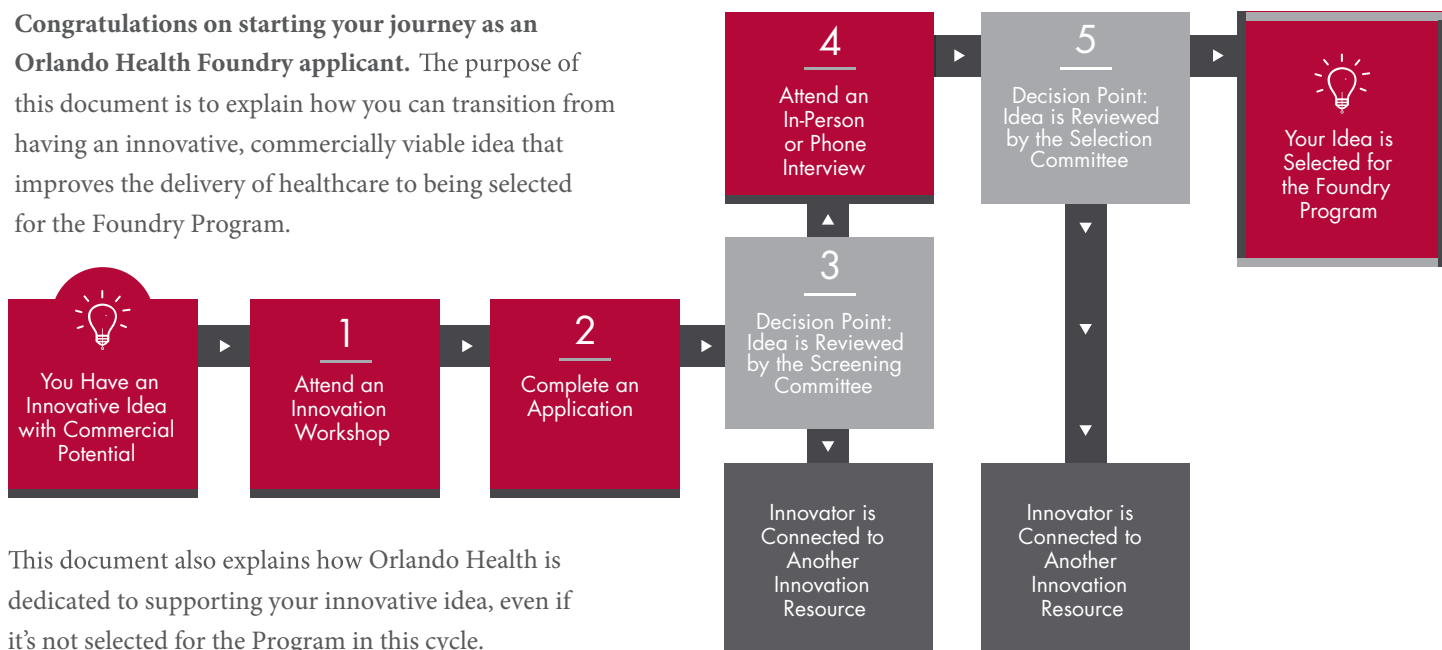 Congratulations on starting your journey as an
Orlando Health Foundry applicant. The purpose of
this document is to explain how you can transition from
having an innovative, commercially viable idea that
improves the delivery of healthcare to being selected
for the Foundry Program.
You Have an
Innovative Idea
with Commercial
Potential
1
Attend an
Innovation
Workshop
2
Complete an
Application
3
Decision Point:
Idea is Reviewed
by the Screening
Committee
4
Attend an
In-Person
or Phone
Interview
5
Decision Point:
Idea is Reviewed
by the Selection
Committee
Your Idea is
Selected for
the Foundry
Program
Innovator is
Connected to
Another
Innovation
Resource
Innovator is
Connected to
Another
Innovation
Resource
This document also explains how Orlando Health is
dedicated to supporting your innovative idea, even if
it's not selected for the Program in this cycle.